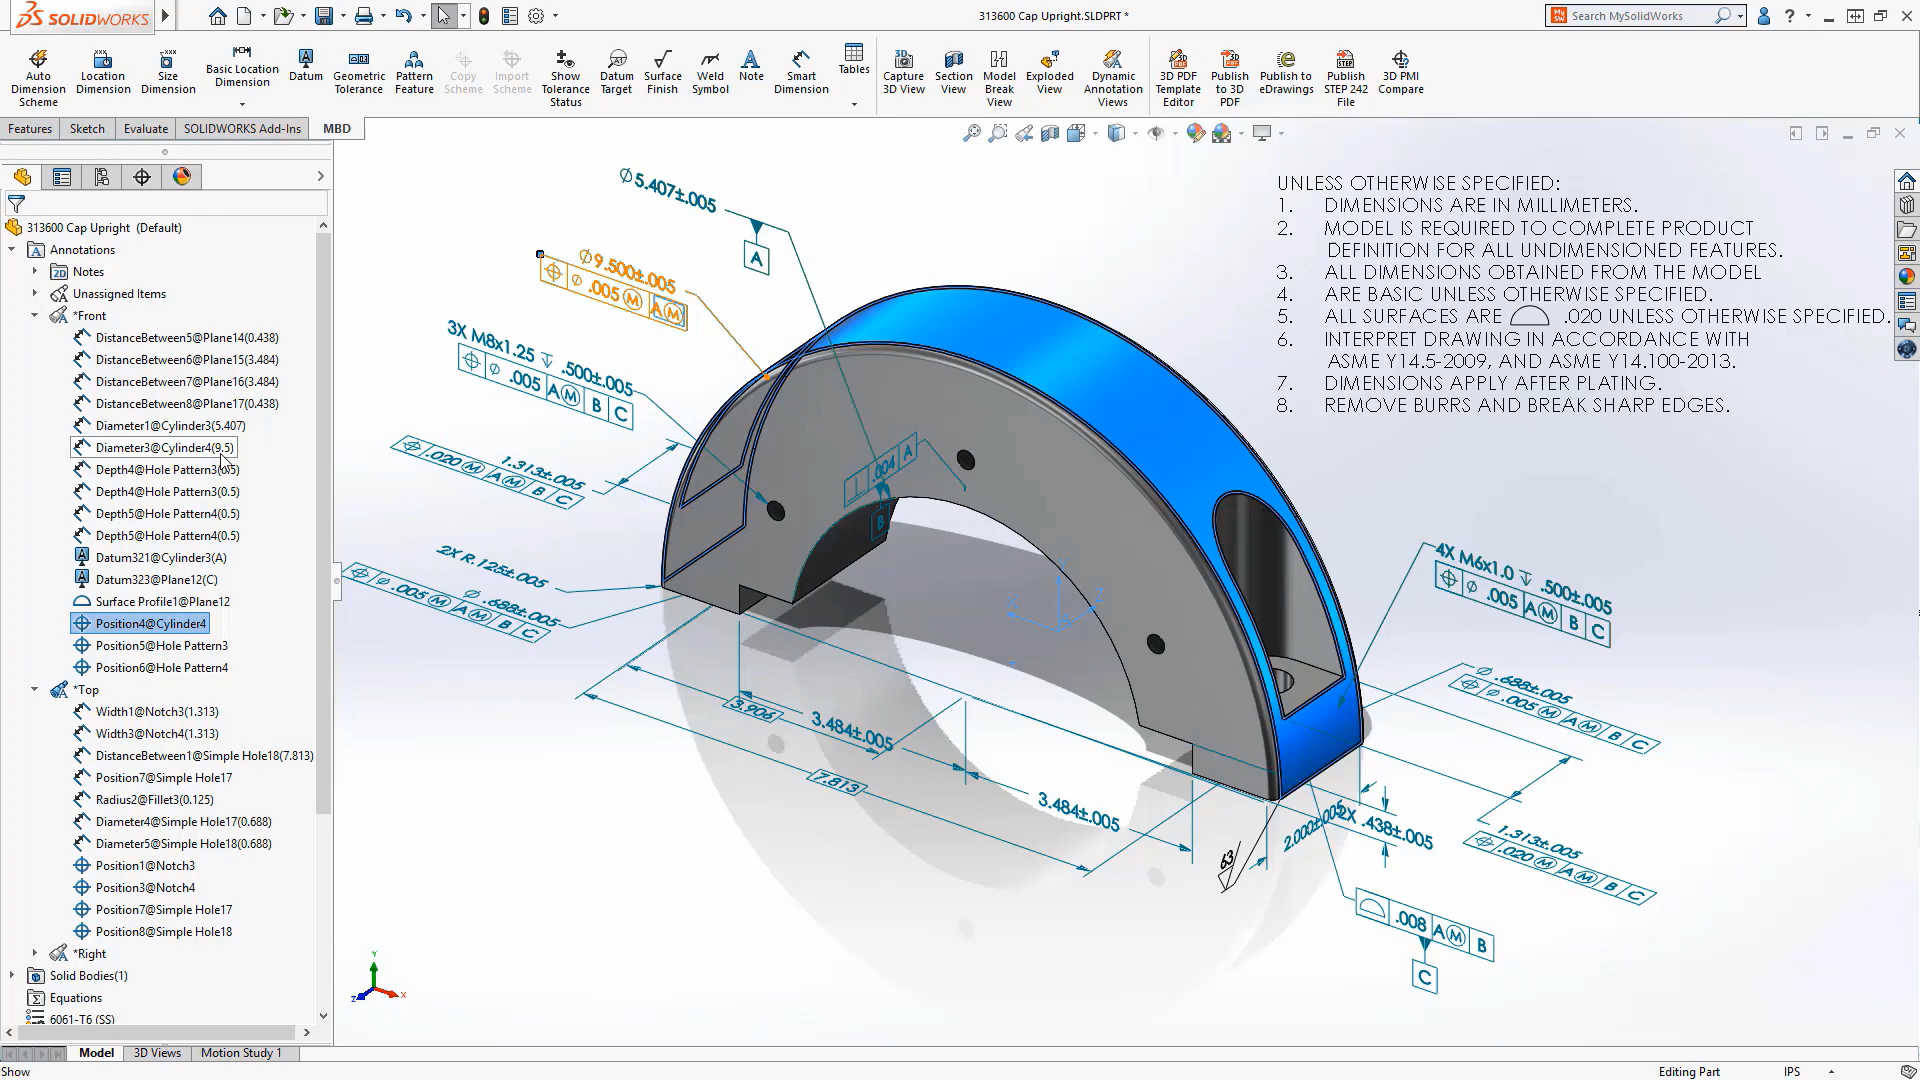 SOLIDWORKS
313600 Cap Upright.SLDPRT *
Search MySolidWorks
Auto Dimension Scheme
Location Dimension
Size Dimension
Basic Location Dimension
Datum
Geometric Tolerance
Pattern Feature
Copy Scheme
Import Scheme
Show Tolerance Status
Datum Target
Surface Finish
Weld Symbol
Note
Smart Dimension
Tables
Capture 3D View
Section View
Model Break View
Exploded View
Dynamic Annotation Views
3D PDF Template Editor
Publish to 3D PDF
Publish to eDrawings
Publish STEP 242 File
3D PMI Compare
Features
Sketch
Evaluate
SOLIDWORKS Add-Ins
MBD
313600 Cap Upright (Default)
Annotations
Notes
Unassigned Items
*Front
DistanceBetween5@Plane14(0.438)
DistanceBetween6@Plane15(3.484)
DistanceBetween7@Plane16(3.484)
DistanceBetween8@Plane17(0.438)
Diameter1@Cylinder3(5.407)
Diameter3@Cylinder4(9.5)
Depth4@Hole Pattern3(0.5)
Depth4@Hole Pattern3(0.5)
Depth5@Hole Pattern4(0.5)
Depth5@Hole Pattern4(0.5)
Datum321@Cylinder3(A)
Datum323@Plane12(C)
Surface Profile1@Plane12
Position4@Cylinder4
Position5@Hole Pattern3
Position6@Hole Pattern4
*Top
Width1@Notch3(1.313)
Width3@Notch4(1.313)
DistanceBetween1@Simple Hole18(7.813)
Position7@Simple Hole17
Radius2@Fillet3(0.125)
Diameter4@Simple Hole17(0.688)
Diameter5@Simple Hole18(0.688)
Position1@Notch3
Position3@Notch4
Position7@Simple Hole17
Position8@Simple Hole18
*Right
Solid Bodies(1)
Equations
6061-T6 (SS)
UNLESS OTHERWISE SPECIFIED:
1. DIMENSIONS ARE IN MILLIMETERS.
2. MODEL IS REQUIRED TO COMPLETE PRODUCT
DEFINITION FOR ALL UNDIMENSIONED FEATURES.
3. ALL DIMENSIONS OBTAINED FROM THE MODEL
4. ARE BASIC UNLESS OTHERWISE SPECIFIED.
5. ALL SURFACES ARE ⌓ .020 UNLESS OTHERWISE SPECIFIED.
6. INTERPRET DRAWING IN ACCORDANCE WITH
ASME Y14.5-2009, AND ASME Y14.100-2013.
7. DIMENSIONS APPLY AFTER PLATING.
8. REMOVE BURRS AND BREAK SHARP EDGES.
∅5.407±.005
A
∅9.500±.005
⌖ ∅ .005 Ⓜ A Ⓜ
3X M8x1.25 ↧ .500±.005
⌖ ∅ .005 A Ⓜ B C
1.313±.005
⌖ .020 Ⓜ A Ⓜ B C
⟂ .004 A
B
2X R.125±.005
∅ .688±.005
⌖ ∅ .005 Ⓜ A Ⓜ B C
4X M6x1.0 ↧ .500±.005
⌖ ∅ .005 A Ⓜ B C
∅ .688±.005
⌖ ∅ .005 Ⓜ A Ⓜ B C
3.906
3.484±.005
7.813
3.484±.005
2.000±.005
2X .438±.005
63
1.313±.005
⌖ .020 Ⓜ A Ⓜ B C
⌓ .008 A Ⓜ B
C
Y
X
Z
Model
3D Views
Motion Study 1
Show
Editing Part
IPS